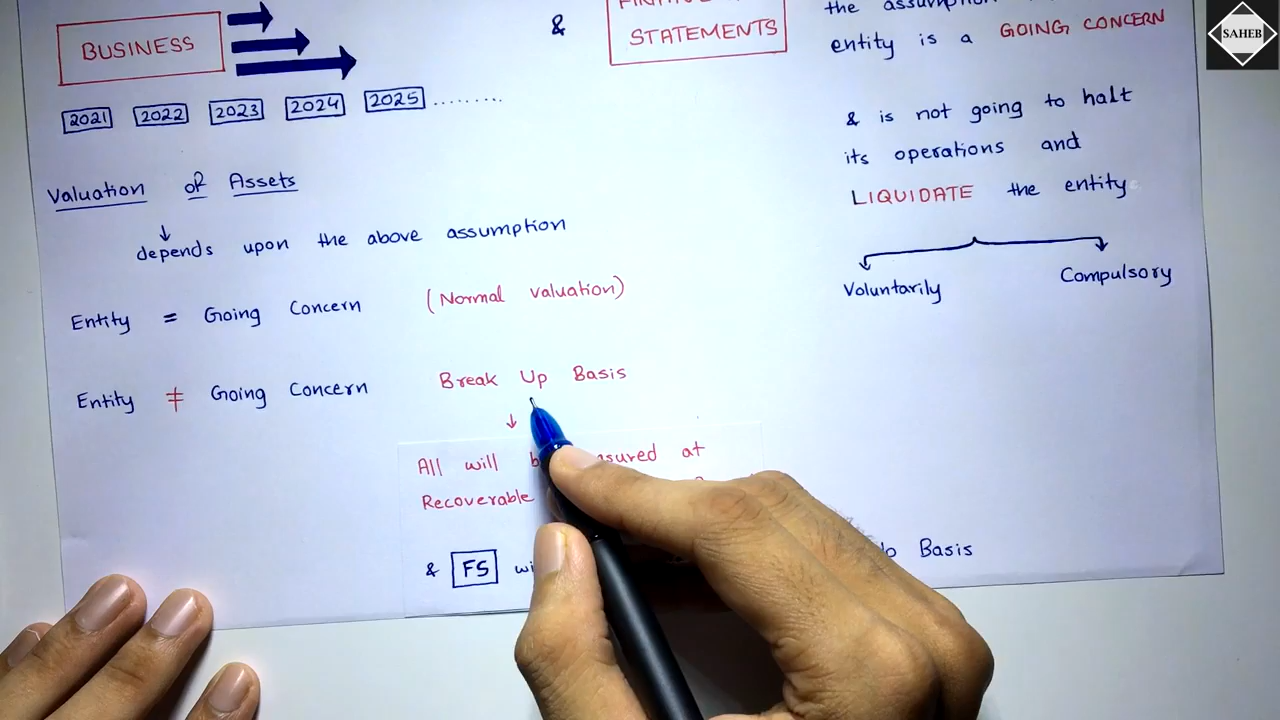 BUSINESS
2021 2022 2023 2024 2025 .........
Valuation of Assets
↓
depends upon the above assumption
Entity = Going Concern (Normal valuation)
Entity ≠ Going Concern Break Up Basis
↓
All will at
Recoverable
& FS
Basis
&
STATEMENTS
the
entity is a GOING CONCERN
& is not going to halt
its operations and
LIQUIDATE the entity
Voluntarily Compulsory
SAHEB